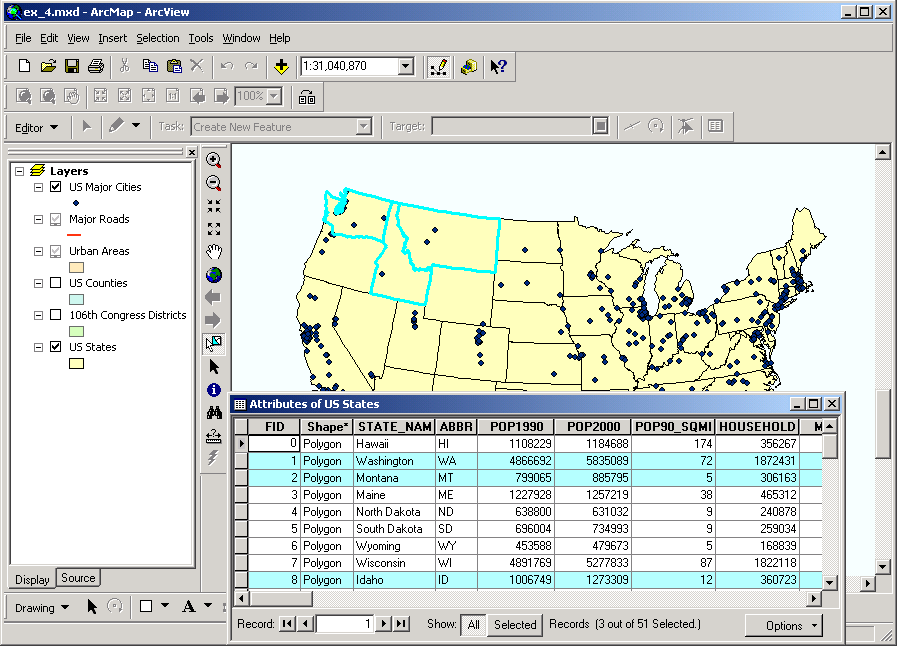 ex_4.mxd - ArcMap - ArcView
File Edit View Insert Selection Tools Window Help
1:31,040,870
1:1 100%
Editor Task: Create New Feature Target:
Layers
US Major Cities
Major Roads
Urban Areas
US Counties
106th Congress Districts
US States
Display Source
Drawing A
Attributes of US States
FID Shape* STATE_NAM ABBR POP1990 POP2000 POP90_SQMI HOUSEHOLD M
0 Polygon Hawaii HI 1108229 1184688 174 356267
1 Polygon Washington WA 4866692 5835089 72 1872431
2 Polygon Montana MT 799065 885795 5 306163
3 Polygon Maine ME 1227928 1257219 38 465312
4 Polygon North Dakota ND 638800 631032 9 240878
5 Polygon South Dakota SD 696004 734993 9 259034
6 Polygon Wyoming WY 453588 479673 5 168839
7 Polygon Wisconsin WI 4891769 5277833 87 1822118
8 Polygon Idaho ID 1006749 1273309 12 360723
Record: 1 Show: All Selected Records (3 out of 51 Selected.) Options